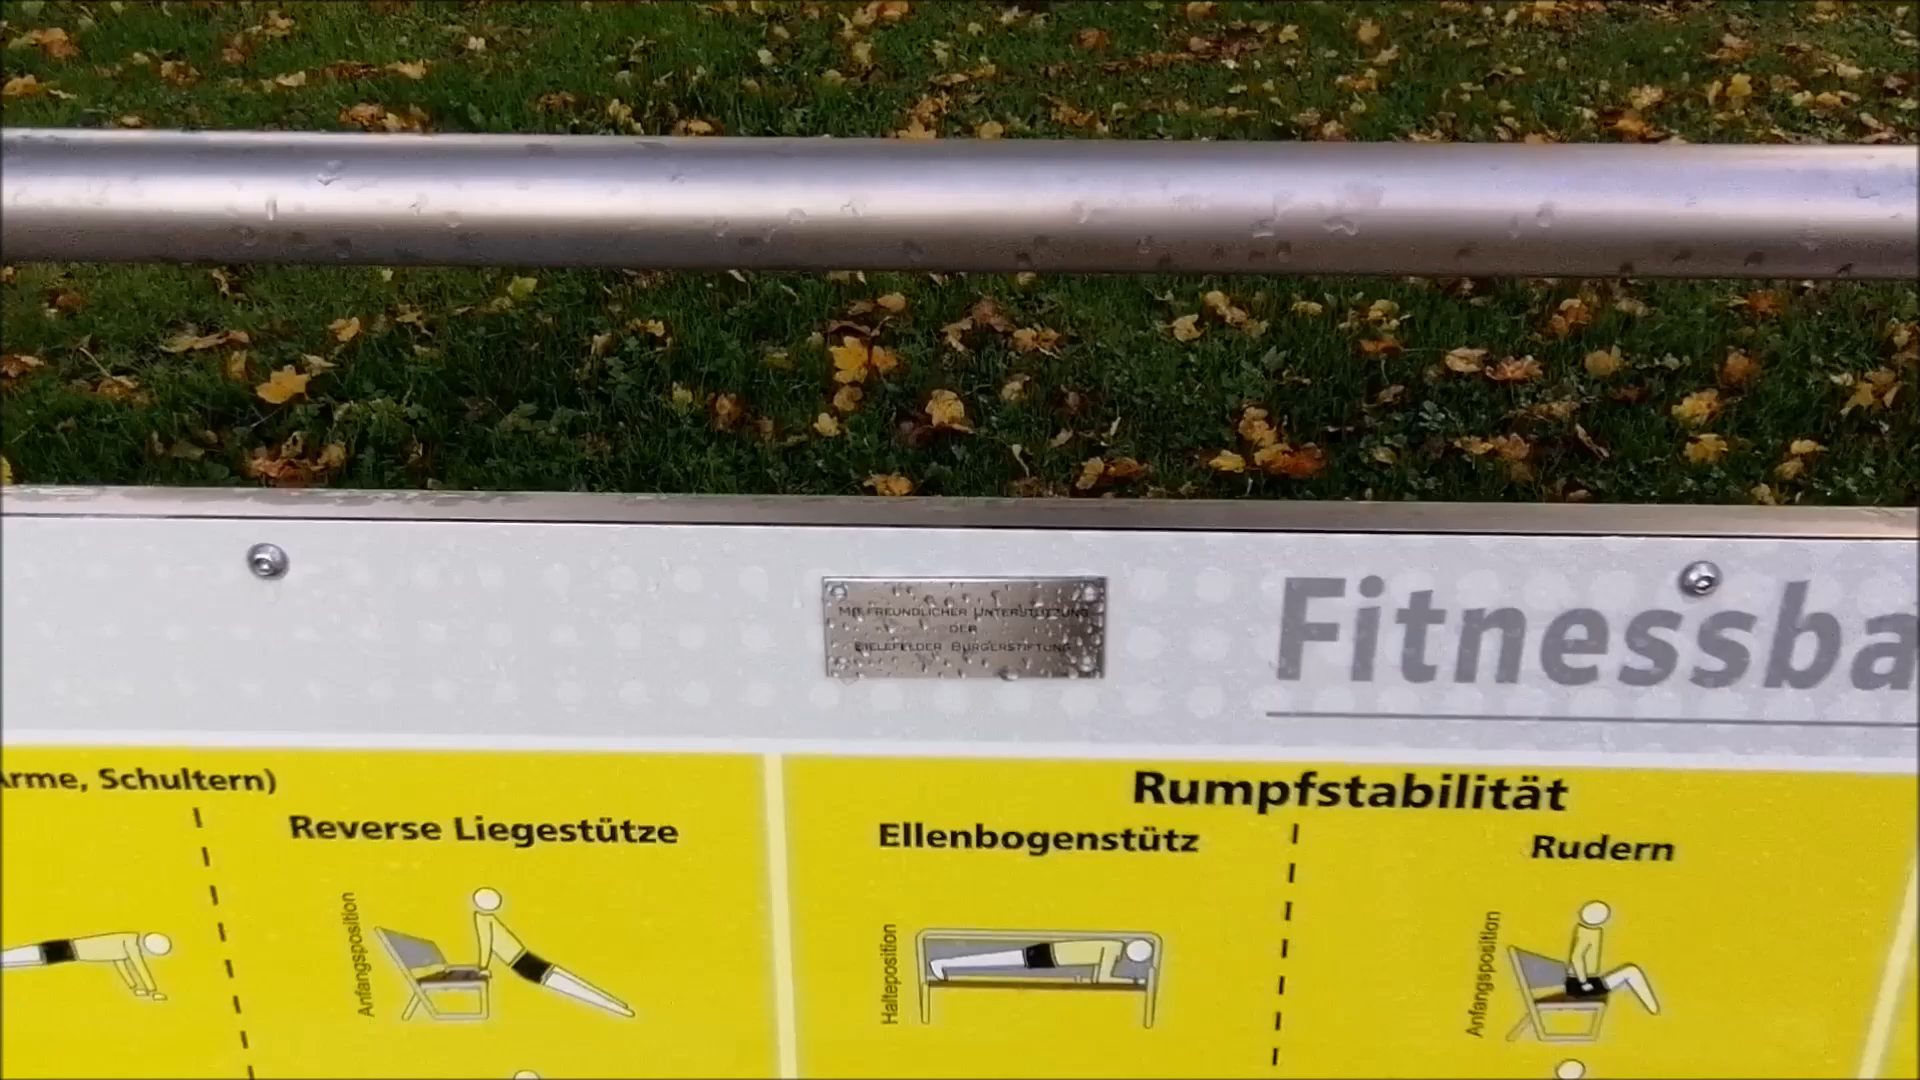 MIT FREUNDLICHER UNTERSTÜTZUNG
DER
BIELEFELDER BÜRGERSTIFTUNG
Fitnessba
Arme, Schultern)
Reverse Liegestütze
Anfangsposition
Rumpfstabilität
Ellenbogenstütz
Halteposition
Rudern
Anfangsposition